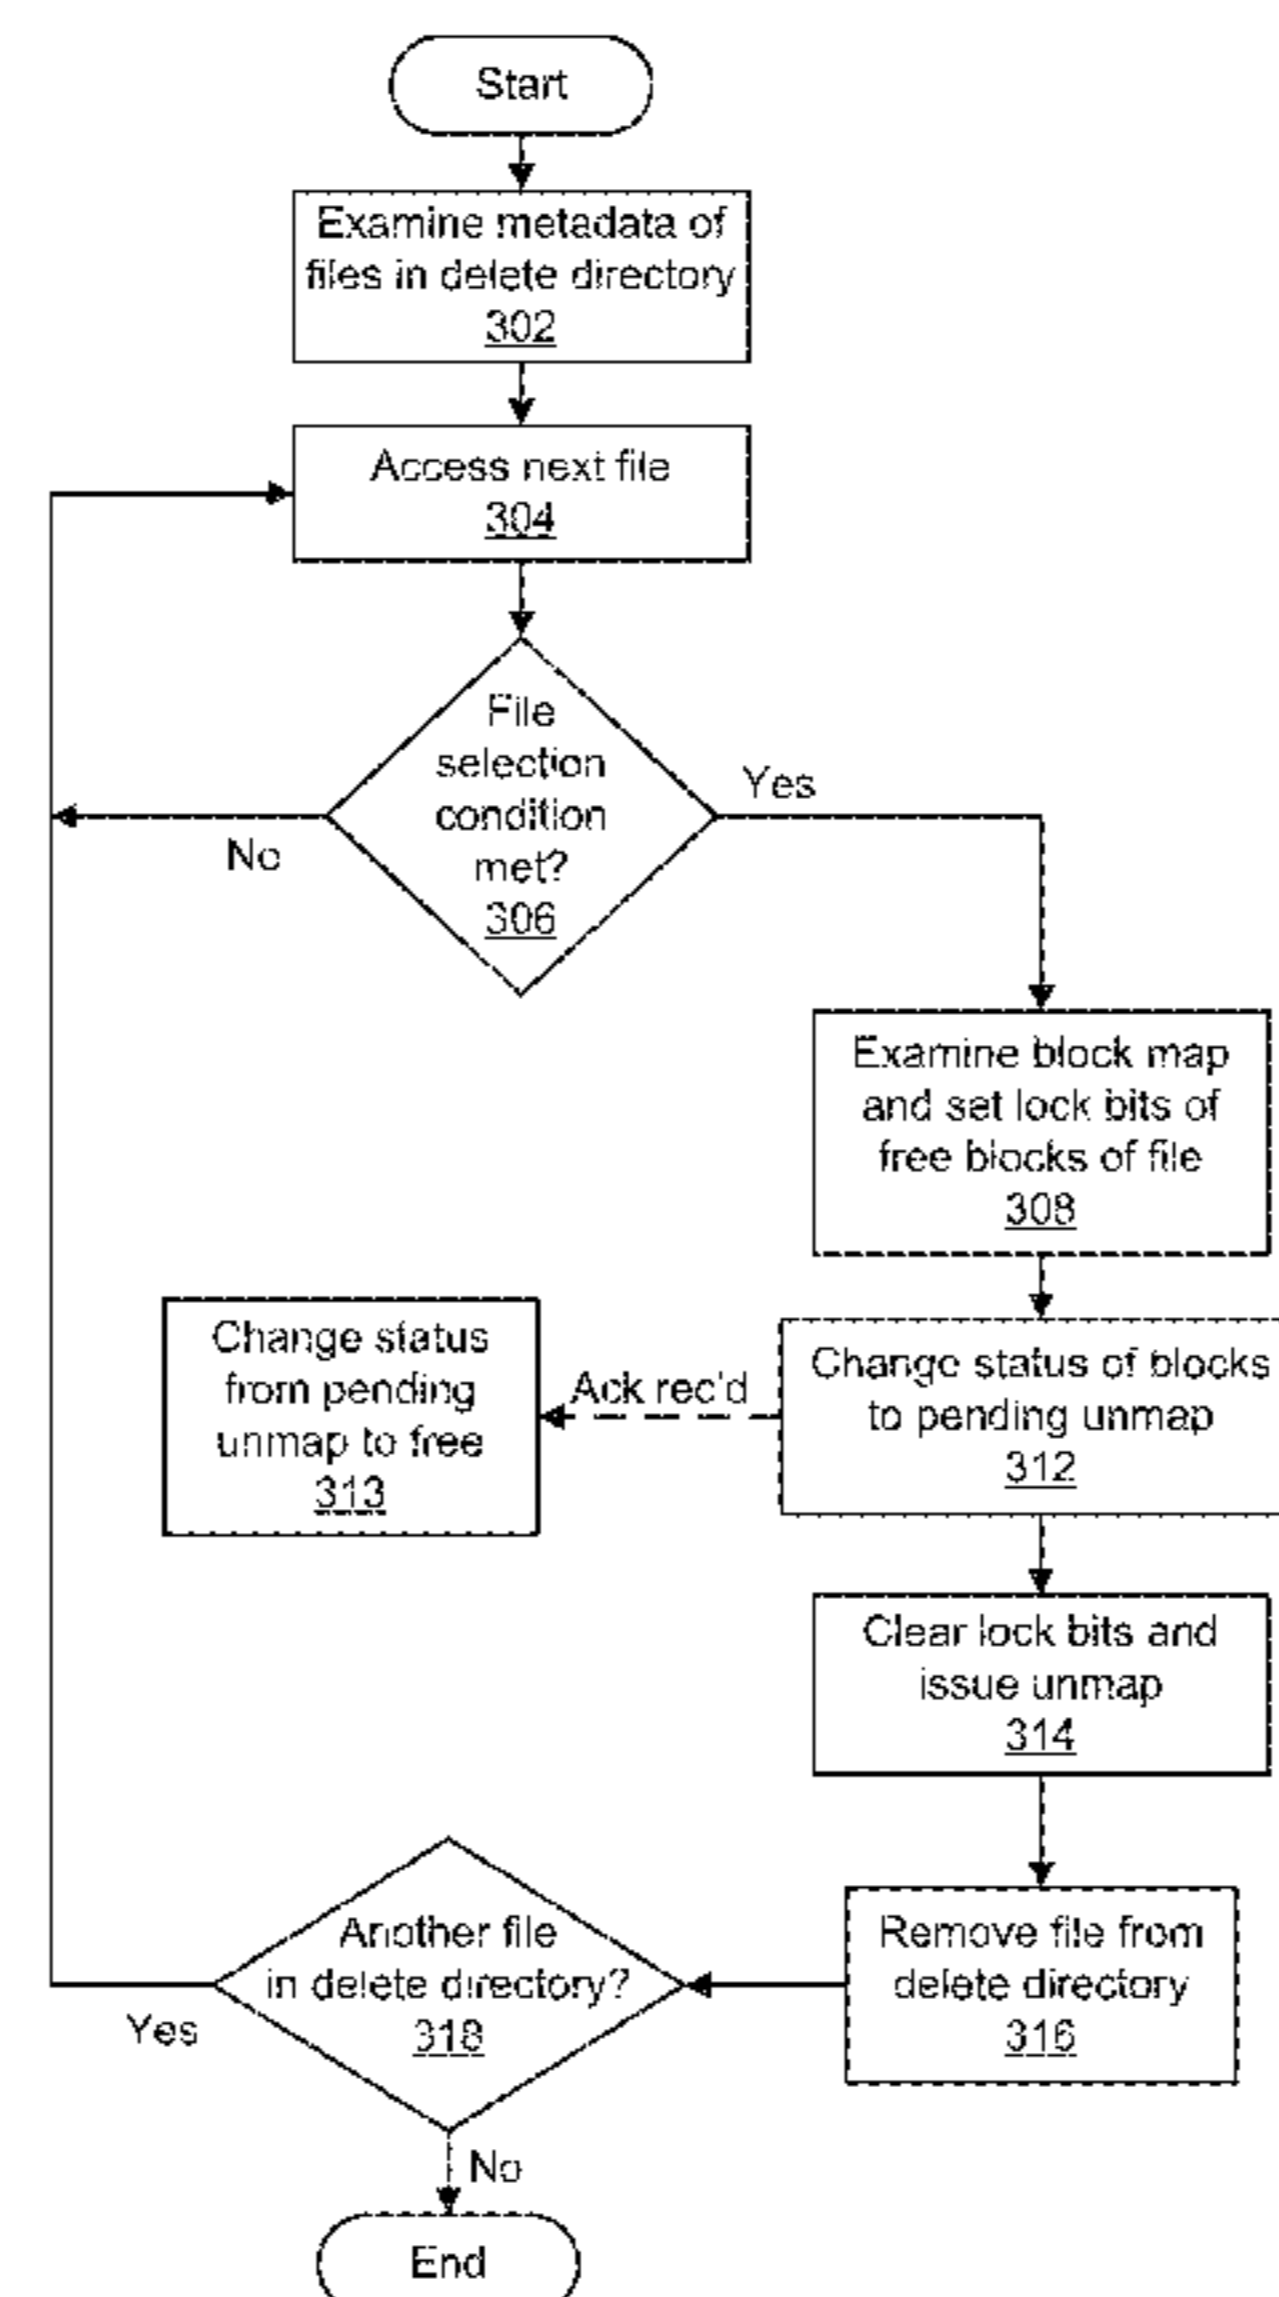 Start
Examine metadata of
files in delete directory
302
Access next file
304
File
selection
condition
met?
306
Yes
No
Examine block map
and set lock bits of
free blocks of file
308
Change status
from pending
unmap to free
313
Ack rec'd
Change status of blocks
to pending unmap
312
Clear lock bits and
issue unmap
314
Another file
in delete directory?
318
Remove file from
delete directory
316
Yes
No
End